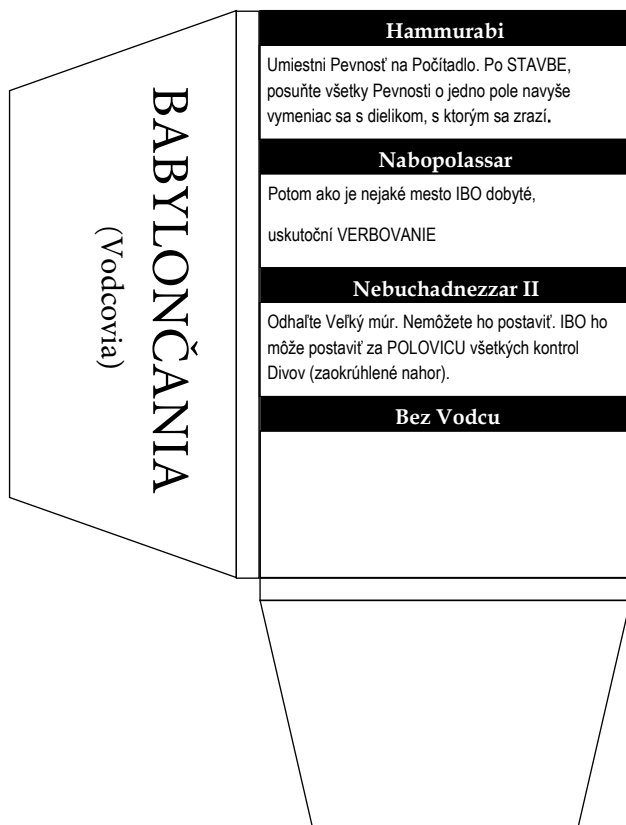 BABYLONČANIA
(Vodcovia)
Hammurabi
Umiestni Pevnosť na Počítadlo. Po STAVBE,
posuňte všetky Pevnosti o jedno pole navyše
vymeniac sa s dielikom, s ktorým sa zrazí.
Nabopolassar
Potom ako je nejaké mesto IBO dobyté,
uskutoční VERBOVANIE
Nebuchadnezzar II
Odhaľte Veľký múr. Nemôžete ho postaviť. IBO ho
môže postaviť za POLOVICU všetkých kontrol
Divov (zaokrúhlené nahor).
Bez Vodcu